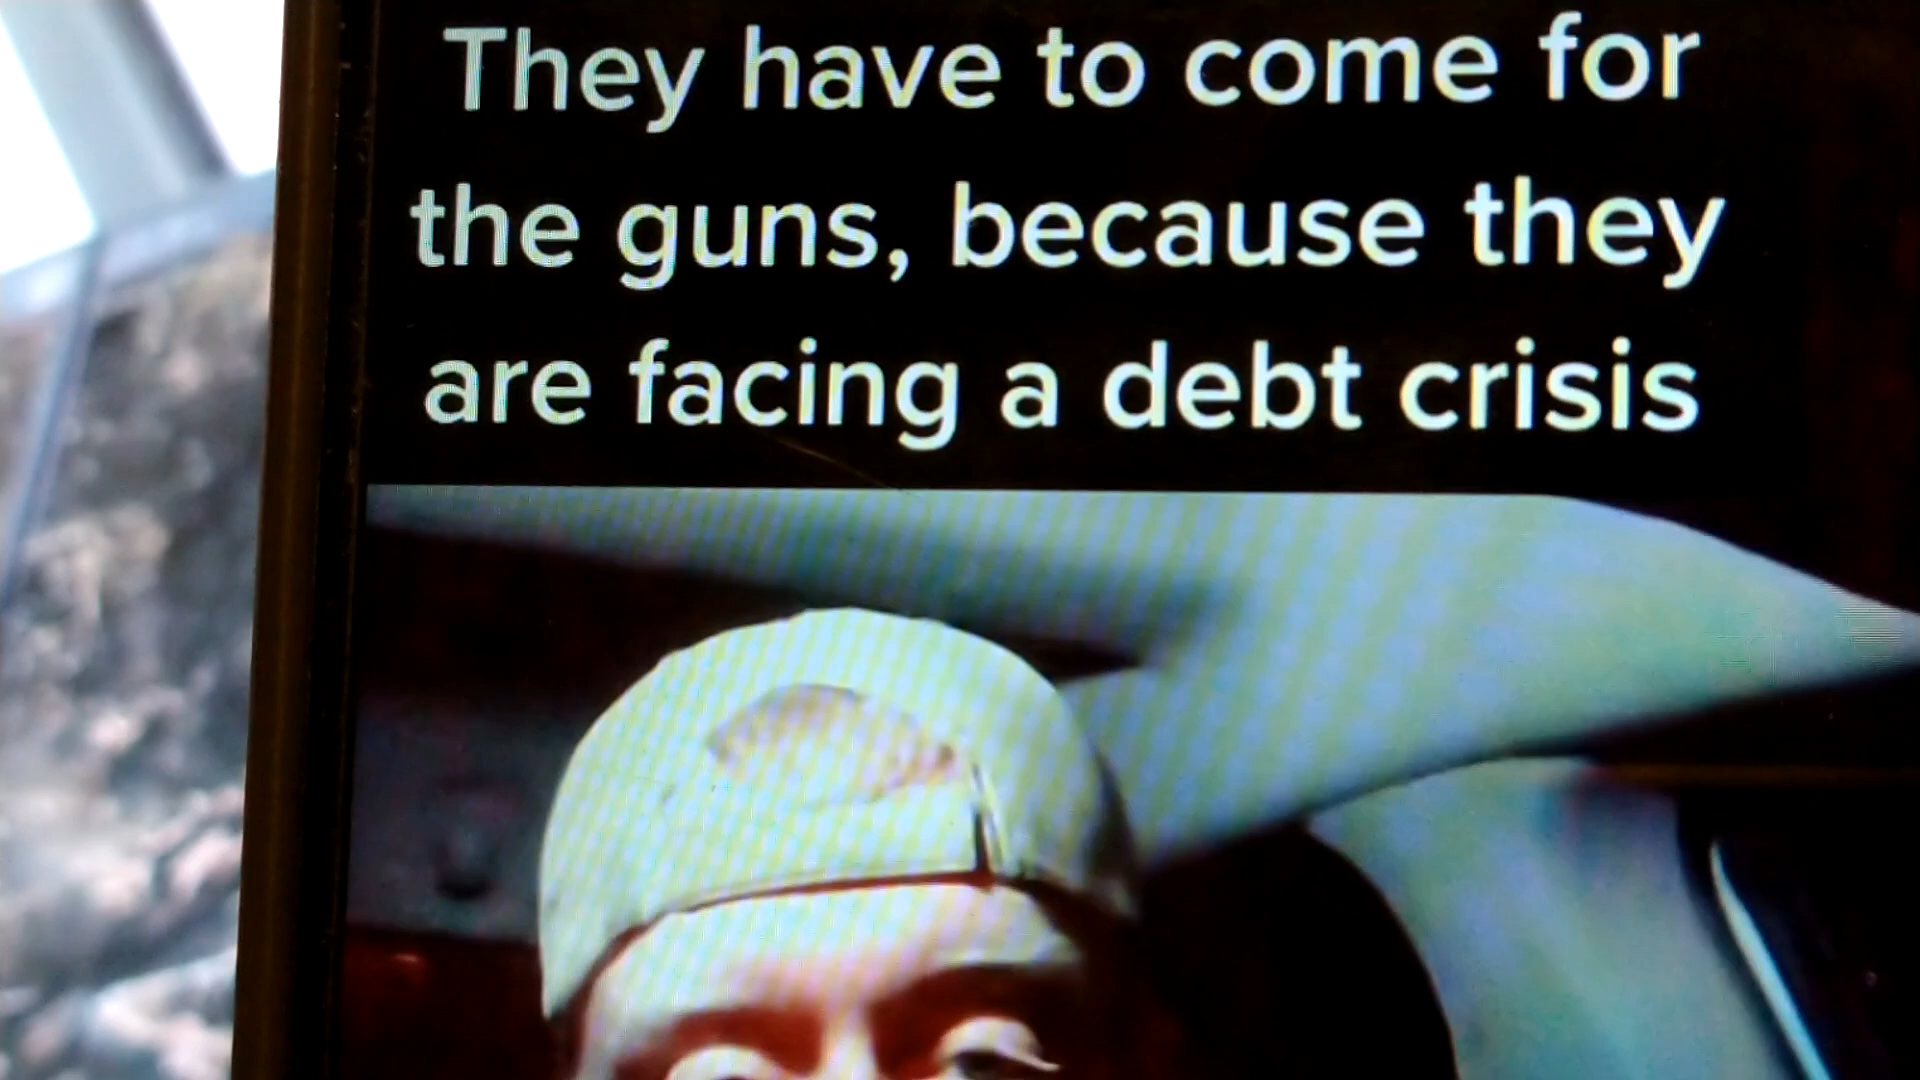 They have to come for
the guns, because they
are facing a debt crisis